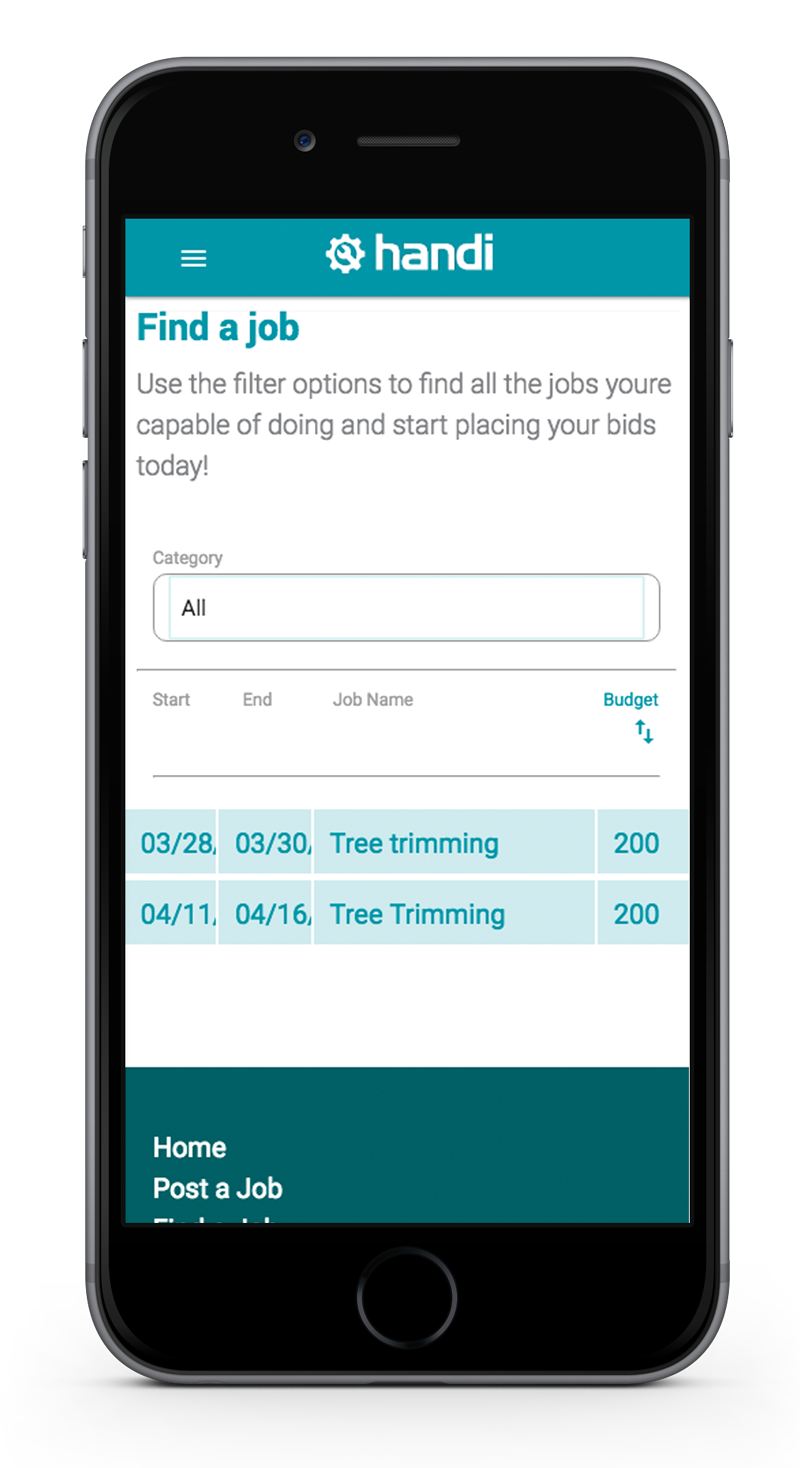 handi
Find a job
Use the filter options to find all the jobs youre
capable of doing and start placing your bids
today!
Category
All
Start End Job Name Budget
03/28, 03/30, Tree trimming 200
04/11, 04/16, Tree Trimming 200
Home
Post a Job
Find a Job